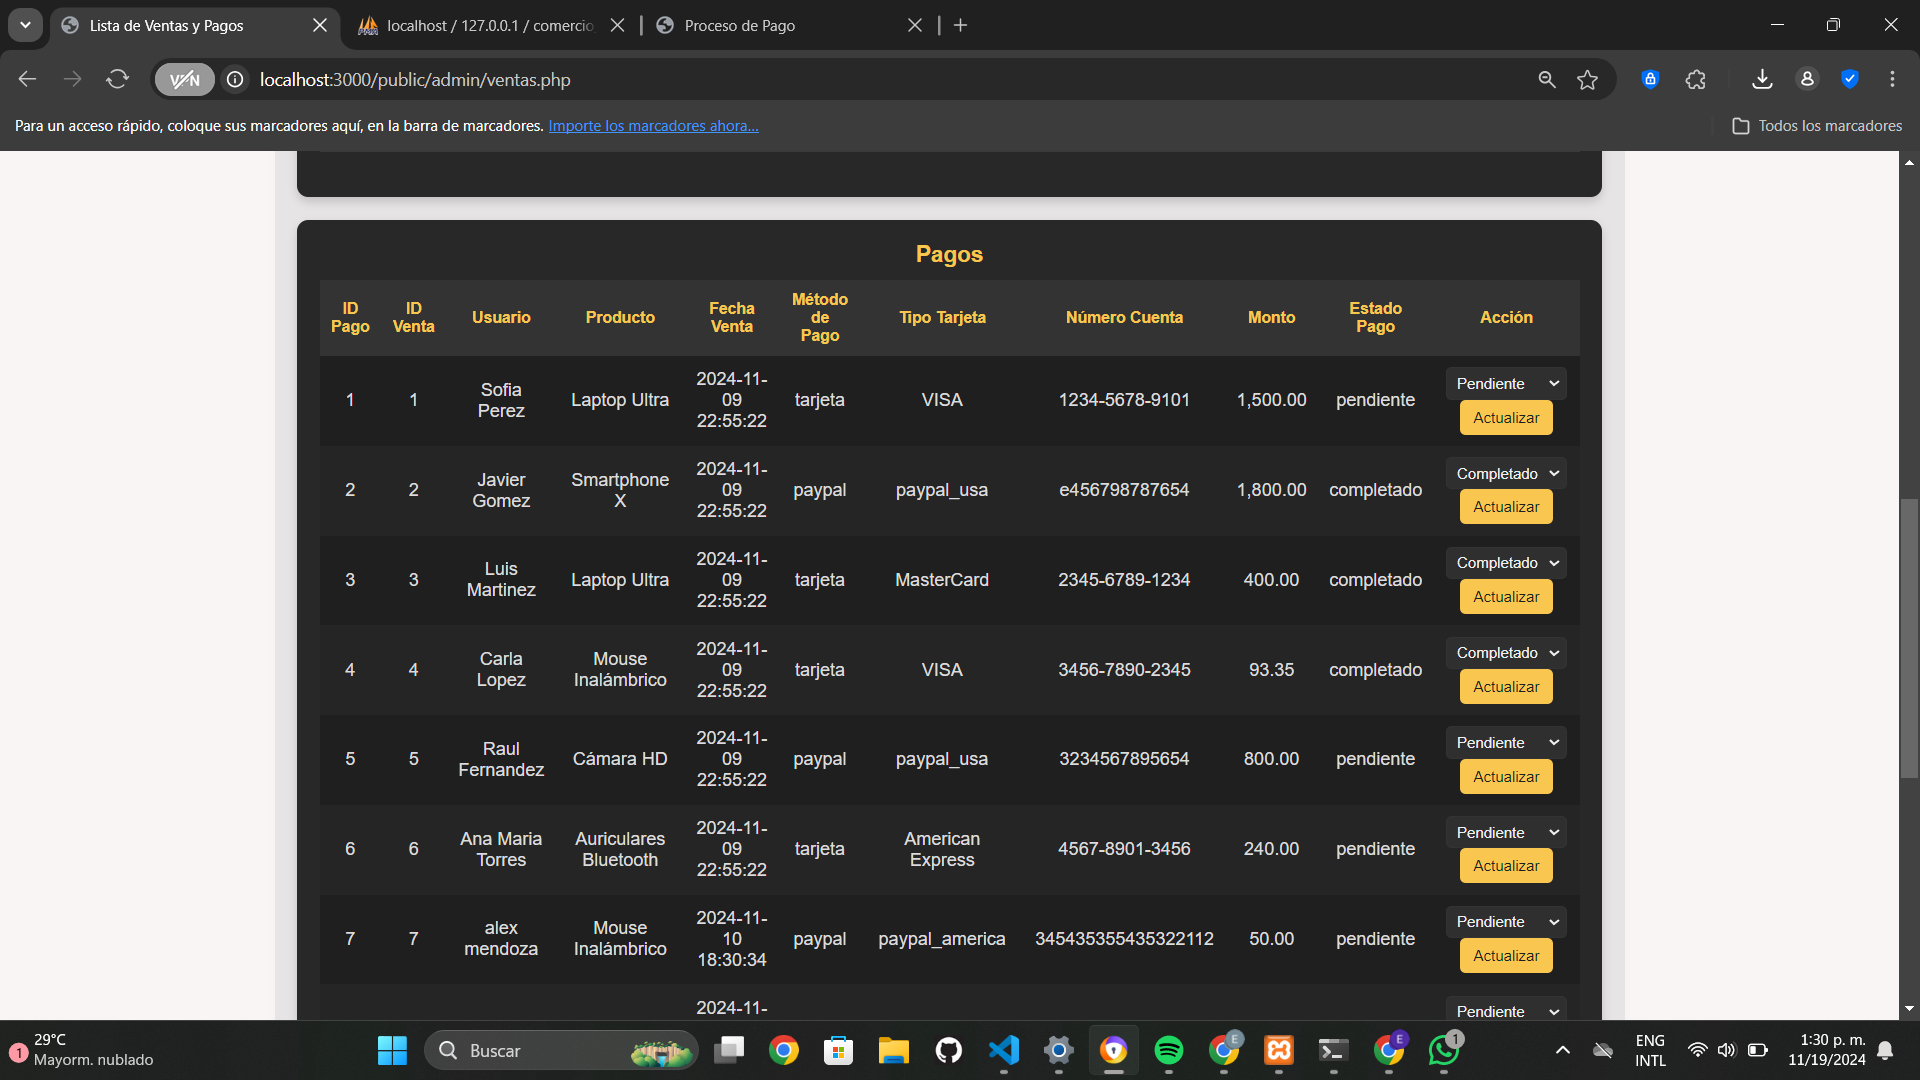 Lista de Ventas y Pagos
localhost / 127.0.0.1 / comercio
Proceso de Pago
VPN
localhost:3000/public/admin/ventas.php
Para un acceso rápido, coloque sus marcadores aquí, en la barra de marcadores. Importe los marcadores ahora...
Todos los marcadores
Pagos
ID Pago ID Venta Usuario Producto Fecha Venta Método de Pago Tipo Tarjeta Número Cuenta Monto Estado Pago Acción
1 1 Sofia Perez Laptop Ultra 2024-11-09 22:55:22 tarjeta VISA 1234-5678-9101 1,500.00 pendiente Pendiente Actualizar
2 2 Javier Gomez Smartphone X 2024-11-09 22:55:22 paypal paypal_usa e456798787654 1,800.00 completado Completado Actualizar
3 3 Luis Martinez Laptop Ultra 2024-11-09 22:55:22 tarjeta MasterCard 2345-6789-1234 400.00 completado Completado Actualizar
4 4 Carla Lopez Mouse Inalámbrico 2024-11-09 22:55:22 tarjeta VISA 3456-7890-2345 93.35 completado Completado Actualizar
5 5 Raul Fernandez Cámara HD 2024-11-09 22:55:22 paypal paypal_usa 3234567895654 800.00 pendiente Pendiente Actualizar
6 6 Ana Maria Torres Auriculares Bluetooth 2024-11-09 22:55:22 tarjeta American Express 4567-8901-3456 240.00 pendiente Pendiente Actualizar
7 7 alex mendoza Mouse Inalámbrico 2024-11-10 18:30:34 paypal paypal_america 345435355435322112 50.00 pendiente Pendiente Actualizar
2024-11- Pendiente
1
29°C
Mayorm. nublado
Buscar
E
E
1
ENG
INTL
1:30 p. m.
11/19/2024